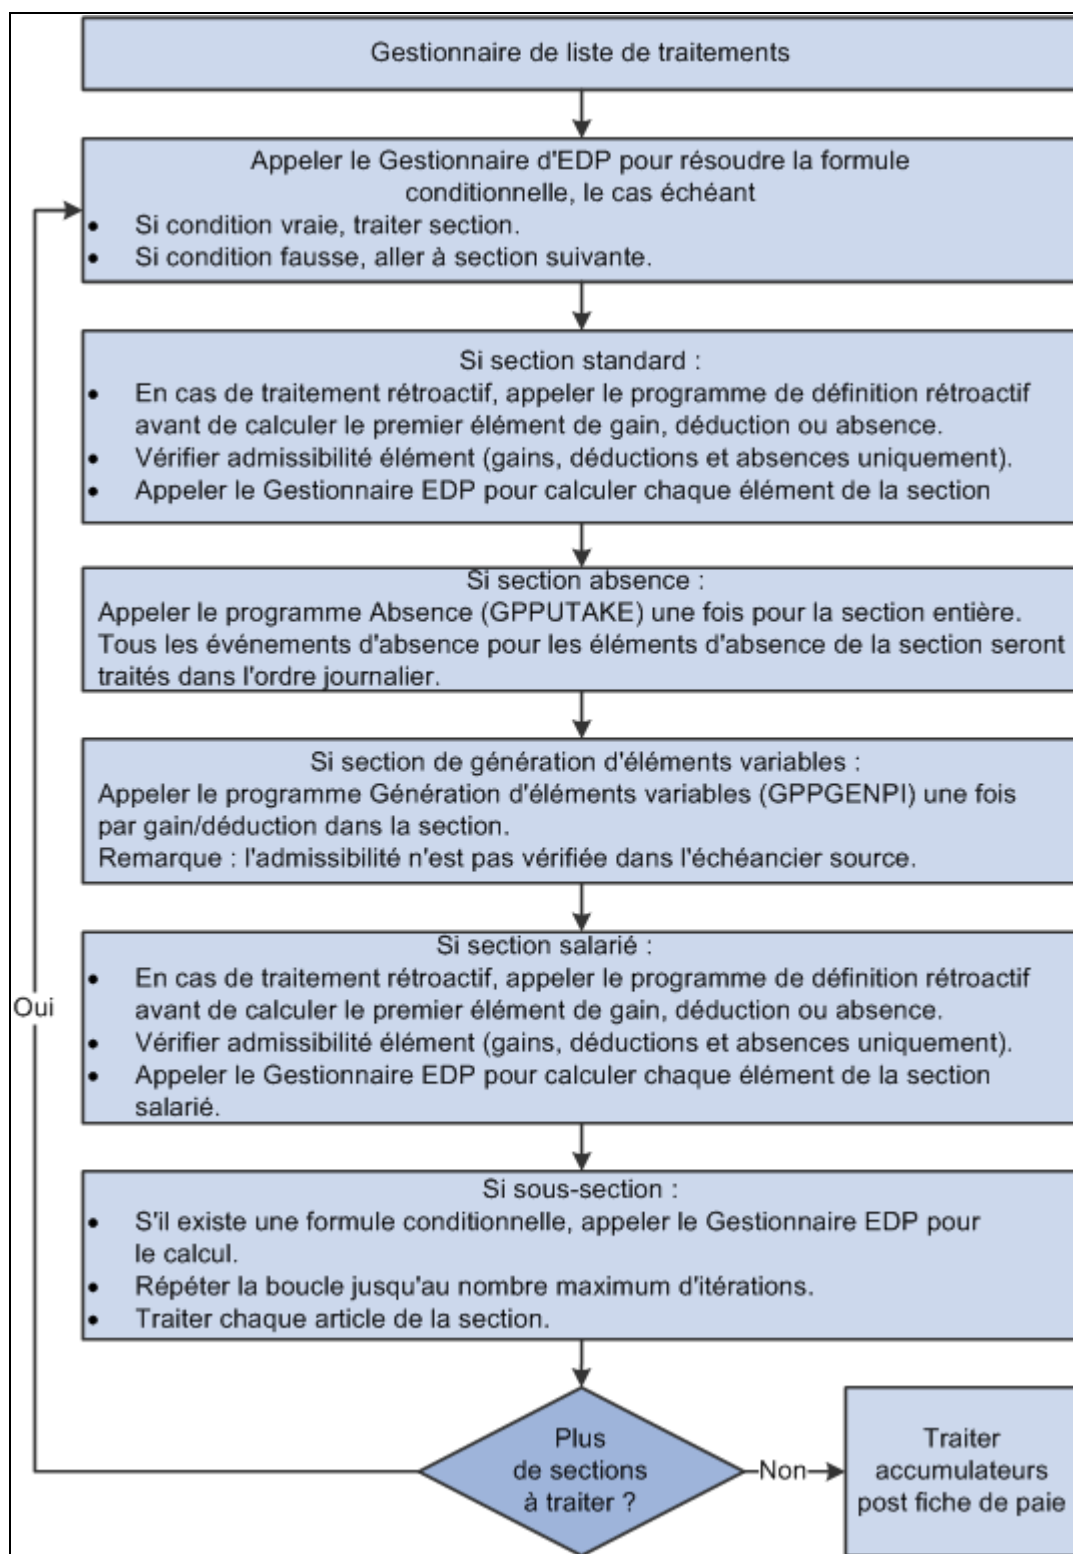 Gestionnaire de liste de traitements
Appeler le Gestionnaire d'EDP pour résoudre la formule
conditionnelle, le cas échéant
• Si condition vraie, traiter section.
• Si condition fausse, aller à section suivante.
Si section standard :
• En cas de traitement rétroactif, appeler le programme de définition rétroactif
avant de calculer le premier élément de gain, déduction ou absence.
• Vérifier admissibilité élément (gains, déductions et absences uniquement).
• Appeler le Gestionnaire EDP pour calculer chaque élément de la section
Si section absence :
Appeler le programme Absence (GPPUTAKE) une fois pour la section entière.
Tous les événements d'absence pour les éléments d'absence de la section seront
traités dans l'ordre journalier.
Si section de génération d'éléments variables :
Appeler le programme Génération d'éléments variables (GPPGENPI) une fois
par gain/déduction dans la section.
Remarque : l'admissibilité n'est pas vérifiée dans l'échéancier source.
Si section salarié :
• En cas de traitement rétroactif, appeler le programme de définition rétroactif
avant de calculer le premier élément de gain, déduction ou absence.
• Vérifier admissibilité élément (gains, déductions et absences uniquement).
• Appeler le Gestionnaire EDP pour calculer chaque élément de la section
salarié.
Oui
Si sous-section :
• S'il existe une formule conditionnelle, appeler le Gestionnaire EDP pour
le calcul.
• Répéter la boucle jusqu'au nombre maximum d'itérations.
• Traiter chaque article de la section.
Plus
de sections
à traiter ?
Non
Traiter
accumulateurs
post fiche de paie